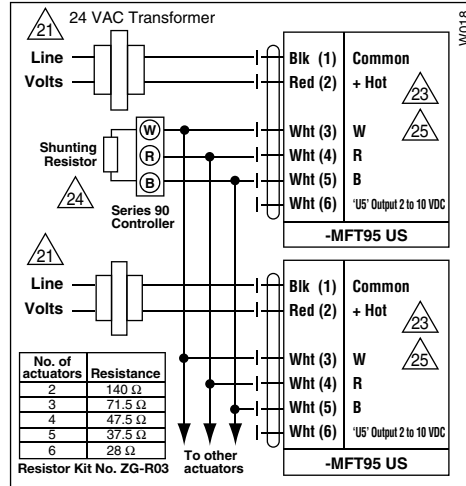 21 24 VAC Transformer
W018
Line
Volts
Blk (1) Common
Red (2) + Hot
23
Wht (3) W
25
Wht (4) R
Wht (5) B
Wht (6) 'U5' Output 2 to 10 VDC
-MFT95 US
Shunting
Resistor
24
W
R
B
Series 90
Controller
21
Line
Volts
Blk (1) Common
Red (2) + Hot
23
Wht (3) W
25
Wht (4) R
Wht (5) B
Wht (6) 'U5' Output 2 to 10 VDC
-MFT95 US
No. of actuators Resistance
2 140 Ω
3 71.5 Ω
4 47.5 Ω
5 37.5 Ω
6 28 Ω
Resistor Kit No. ZG-R03
To other
actuators